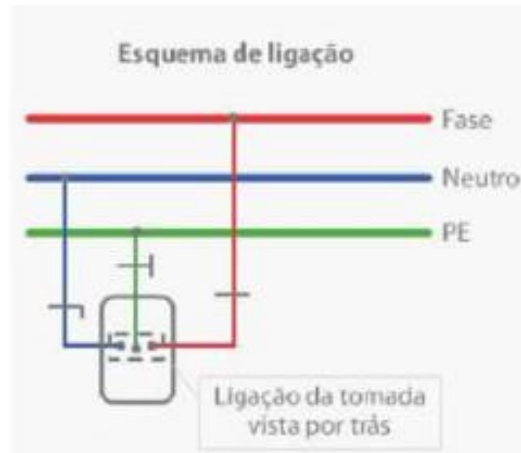 Esquema de ligação
Fase
Neutro
PE
Ligação da tomada
vista por trás